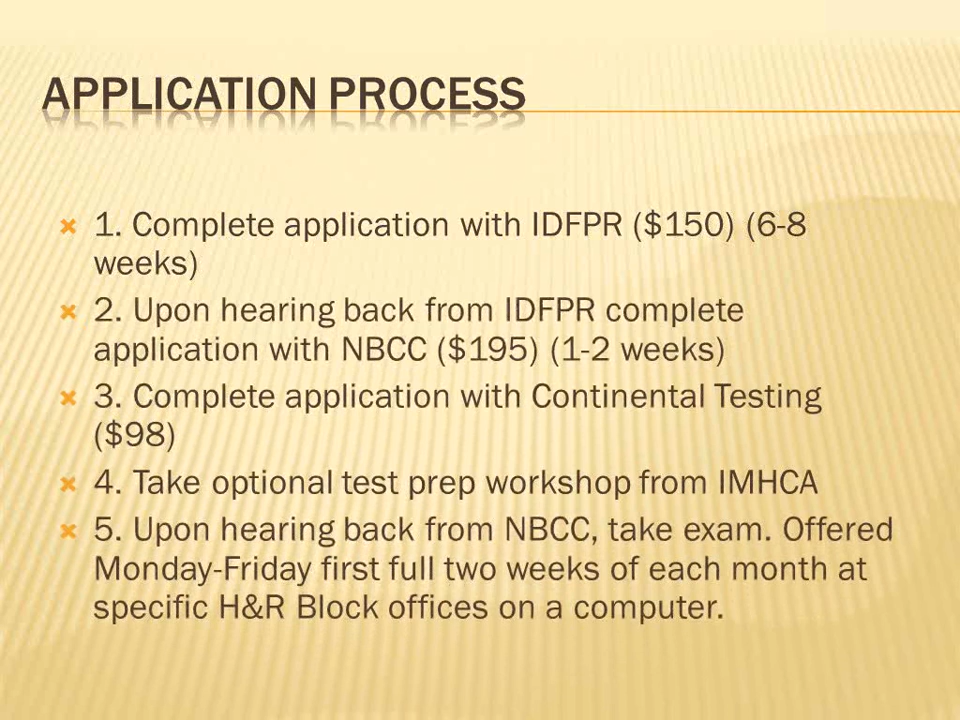 APPLICATION PROCESS
1. Complete application with IDFPR ($150) (6-8
weeks)
2. Upon hearing back from IDFPR complete
application with NBCC ($195) (1-2 weeks)
3. Complete application with Continental Testing
($98)
4. Take optional test prep workshop from IMHCA
5. Upon hearing back from NBCC, take exam. Offered
Monday-Friday first full two weeks of each month at
specific H&R Block offices on a computer.